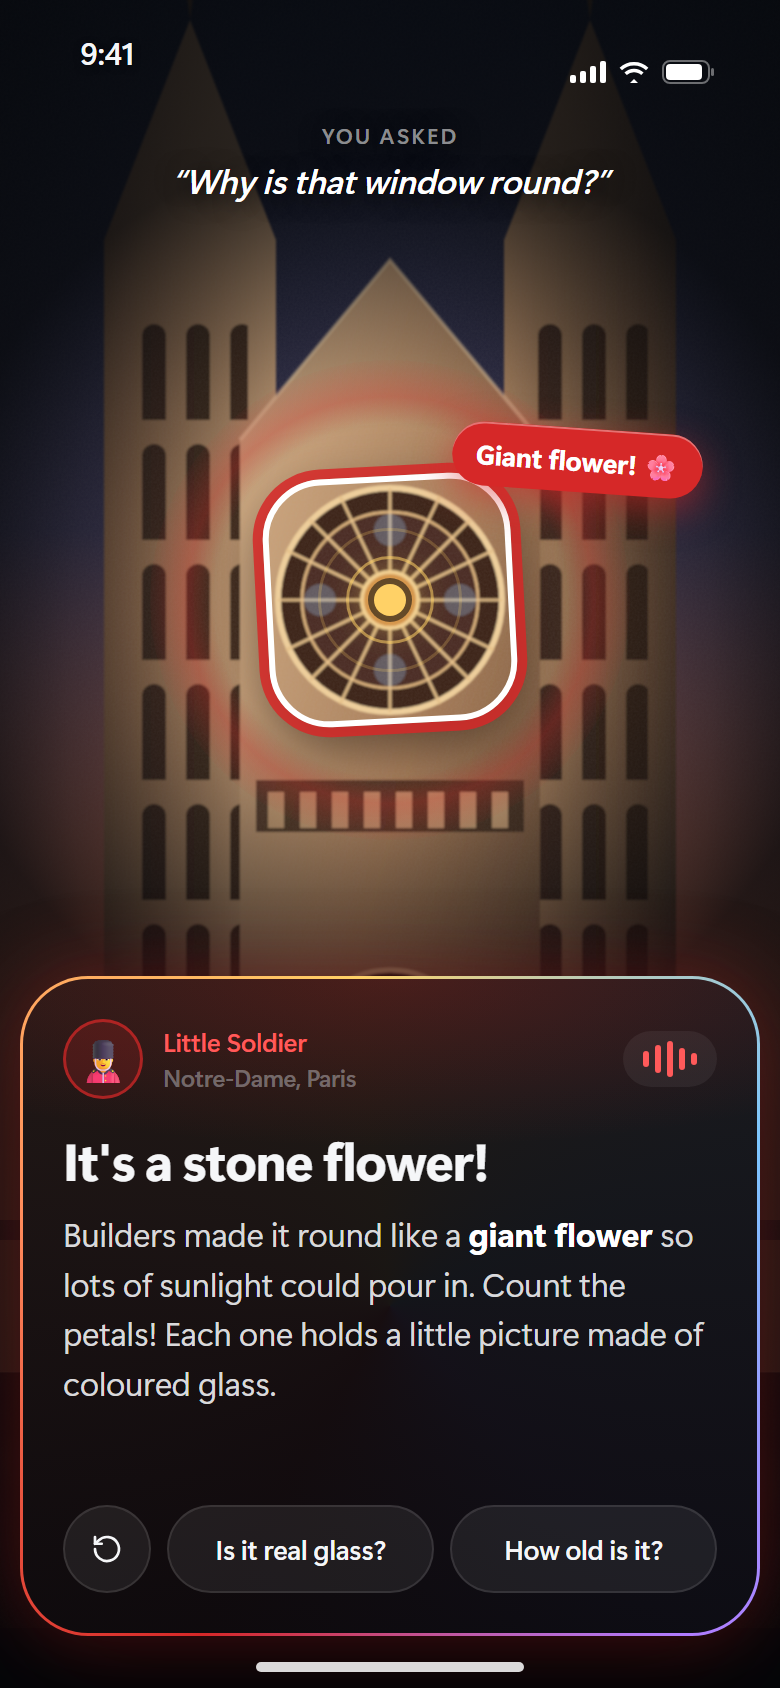 9:41
YOU ASKED
“Why is that window round?”
Giant flower! 🌸
Little Soldier
Notre-Dame, Paris
It's a stone flower!
Builders made it round like a giant flower so
lots of sunlight could pour in. Count the
petals! Each one holds a little picture made of
coloured glass.
Is it real glass?
How old is it?